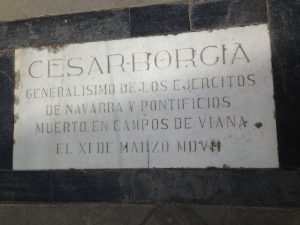 CESAR·BORGIA
GENERALISIMO DE LOS EJERCITOS
DE NAVARRA Y PONTIFICIOS
MUERTO EN CAMPOS DE VIANA
EL XI DE MARZO MDVII